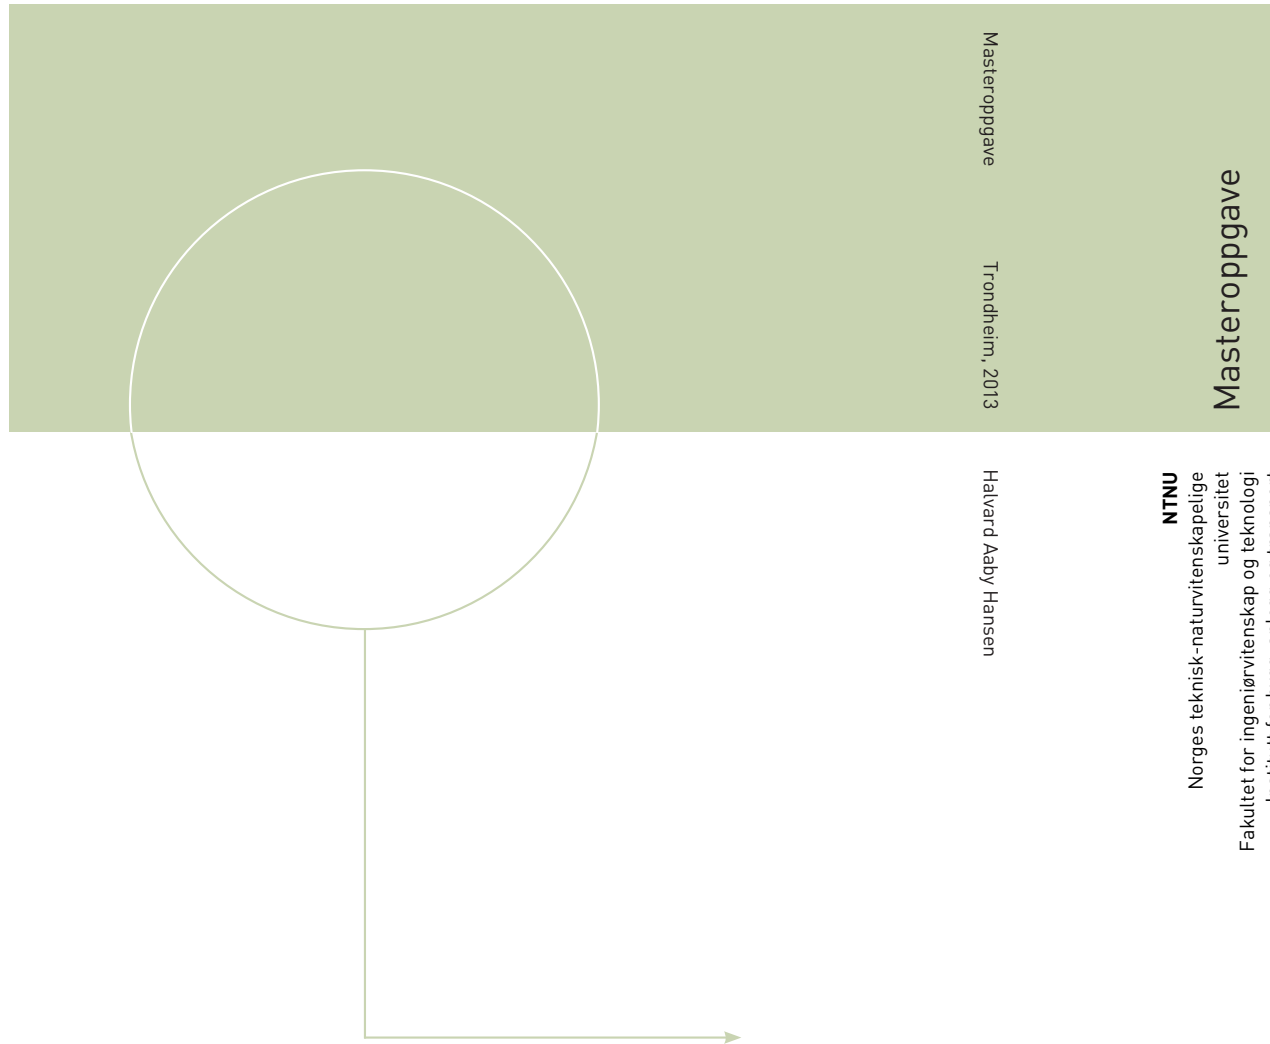 Masteroppgave
Trondheim, 2013
Halvard Aaby Hansen
Masteroppgave
NTNU
Norges teknisk-naturvitenskapelige
universitet
Fakultet for ingeniørvitenskap og teknologi